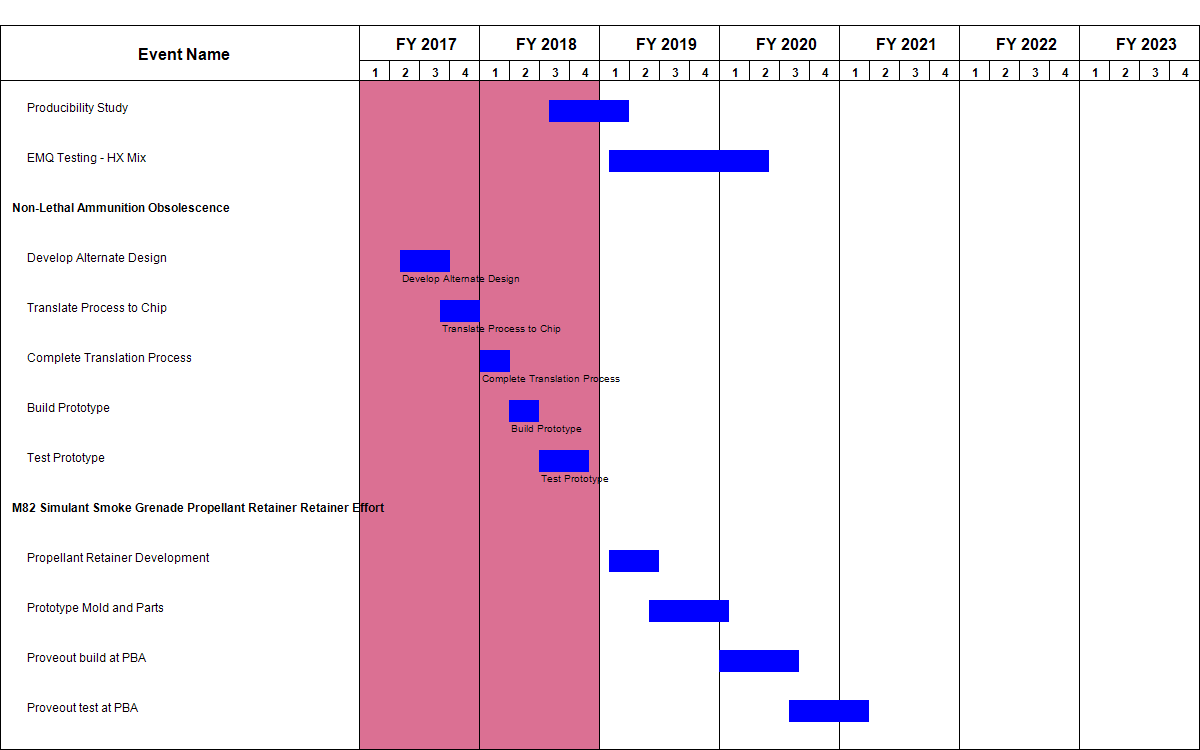 Event Name
FY 2017 FY 2018 FY 2019 FY 2020 FY 2021 FY 2022 FY 2023
1 2 3 4 1 2 3 4 1 2 3 4 1 2 3 4 1 2 3 4 1 2 3 4 1 2 3 4
Producibility Study
EMQ Testing - HX Mix
Non-Lethal Ammunition Obsolescence
Develop Alternate Design
Develop Alternate Design
Translate Process to Chip
Translate Process to Chip
Complete Translation Process
Complete Translation Process
Build Prototype
Build Prototype
Test Prototype
Test Prototype
M82 Simulant Smoke Grenade Propellant Retainer Retainer Effort
Propellant Retainer Development
Prototype Mold and Parts
Proveout build at PBA
Proveout test at PBA